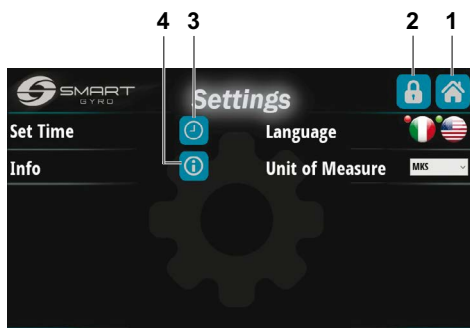 4 3 2 1
SMART
GYRO
Settings
Set Time
Language
Info
Unit of Measure
MKS